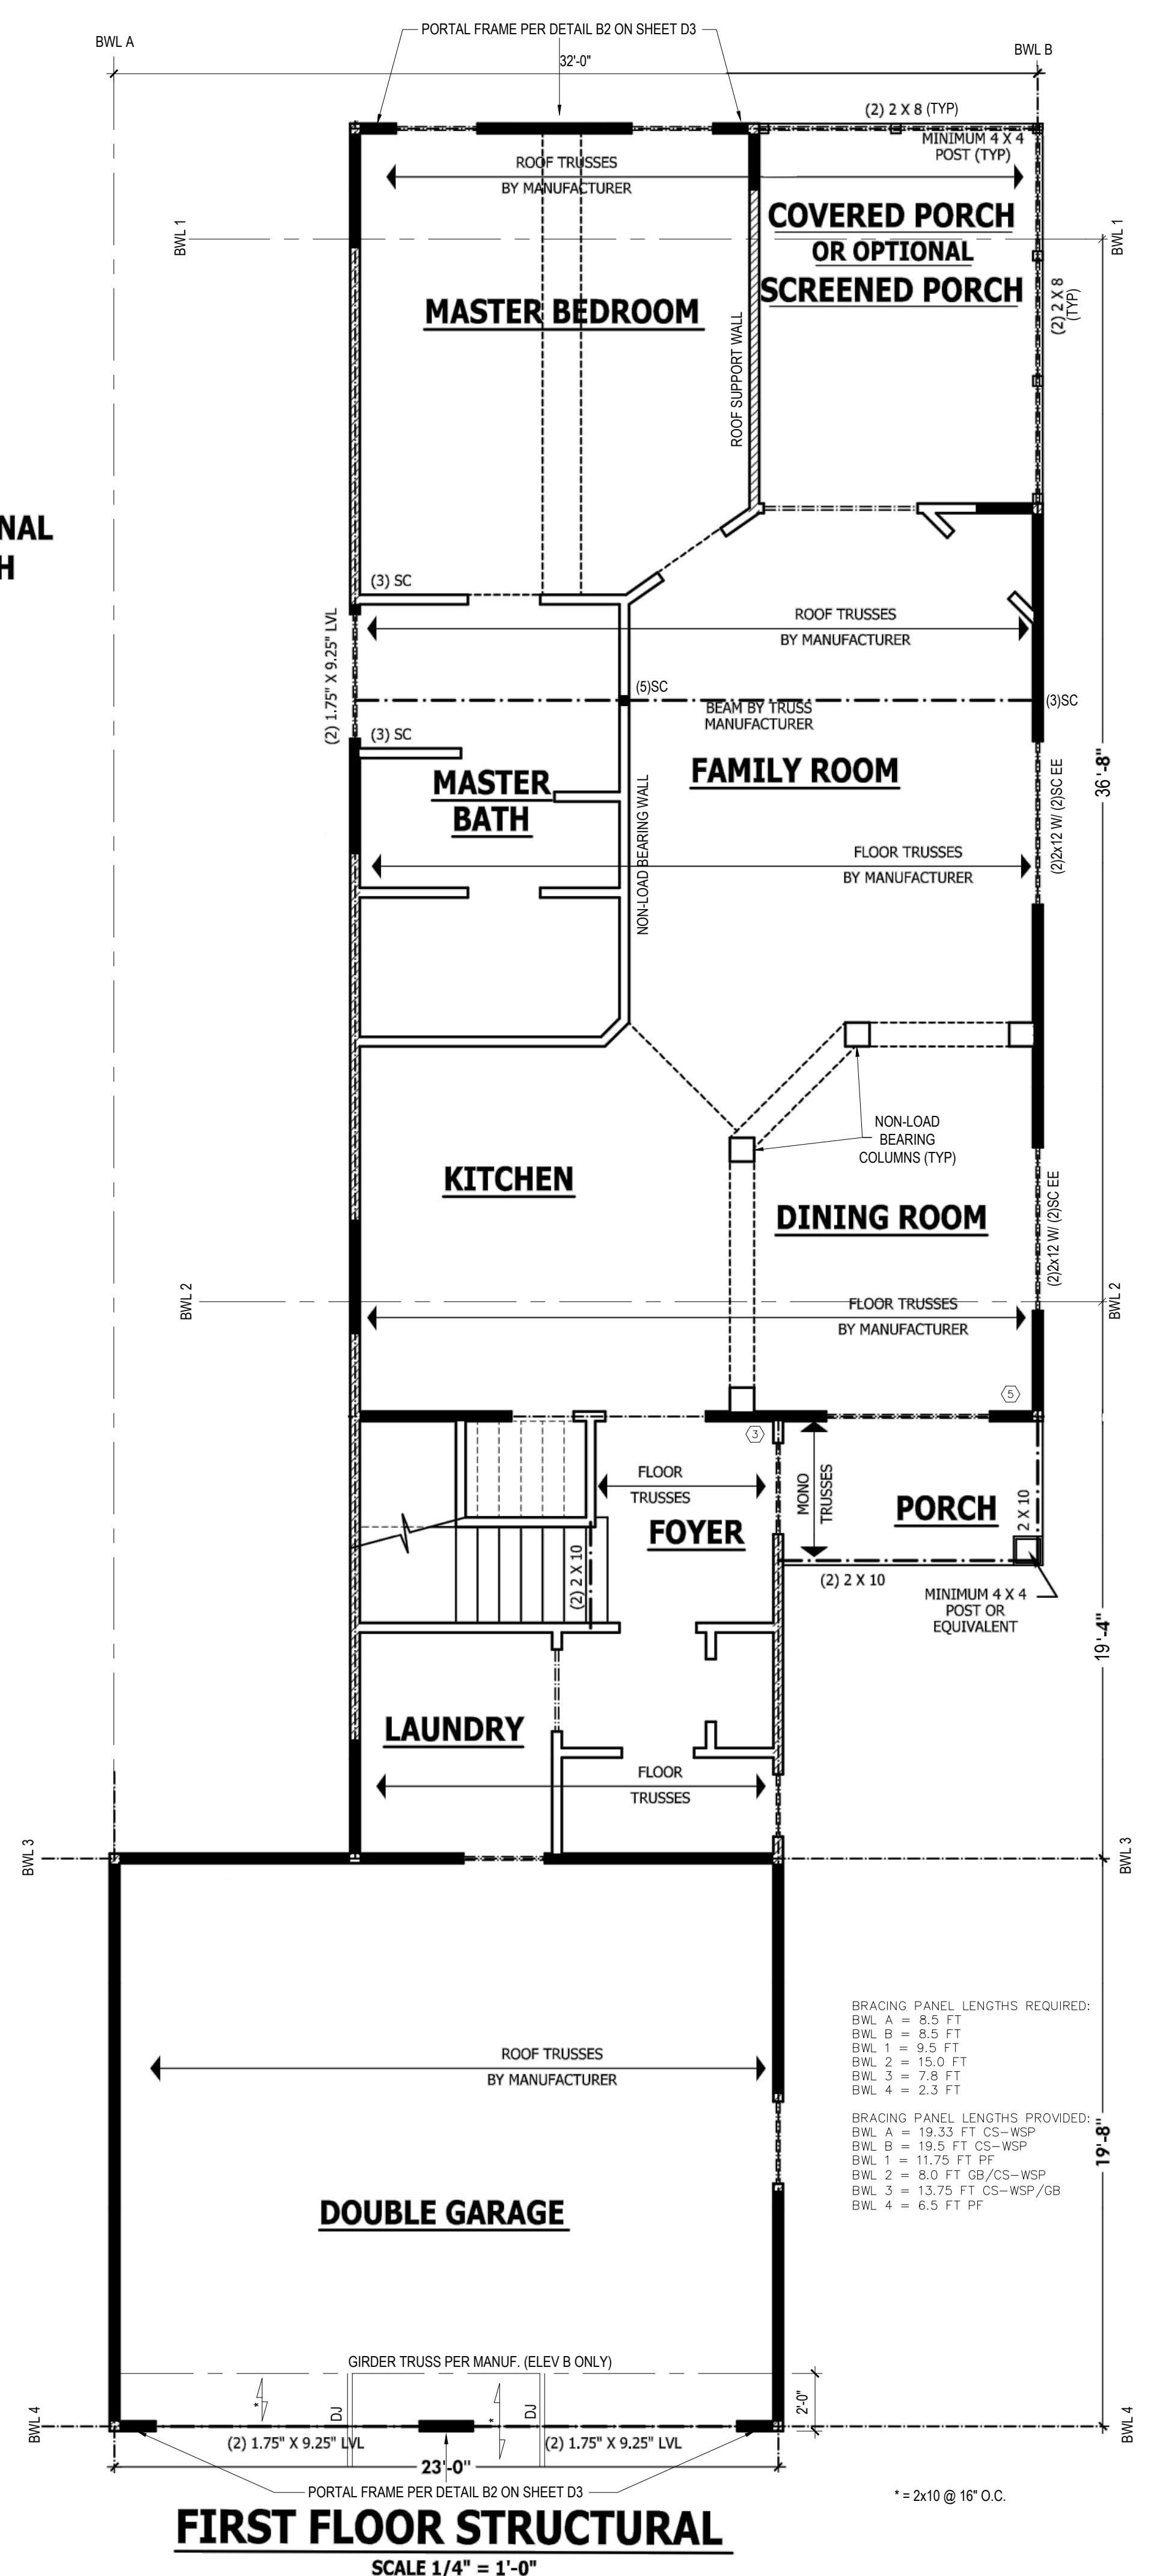 PORTAL FRAME PER DETAIL B2 ON SHEET D3
BWL A
BWL B
32'-0"
(2) 2 X 8 (TYP)
MINIMUM 4 X 4
POST (TYP)
ROOF TRUSSES
BY MANUFACTURER
COVERED PORCH
OR OPTIONAL
SCREENED PORCH
BWL 1
BWL 1
(2) 2 X 8
(TYP)
MASTER BEDROOM
ROOF SUPPORT WALL
NAL
H
(3) SC
(2) 1.75" X 9.25" LVL
ROOF TRUSSES
BY MANUFACTURER
(5)SC
(3)SC
BEAM BY TRUSS
MANUFACTURER
(3) SC
MASTER
BATH
FAMILY ROOM
36'-8"
NON-LOAD BEARING WALL
(2)2x12 W/ (2)SC EE
FLOOR TRUSSES
BY MANUFACTURER
NON-LOAD
BEARING
COLUMNS (TYP)
KITCHEN
DINING ROOM
(2)2x12 W/ (2)SC EE
BWL 2
BWL 2
FLOOR TRUSSES
BY MANUFACTURER
5
3
FLOOR
TRUSSES
MONO
TRUSSES
FOYER
PORCH
2 X 10
(2) 2 X 10
(2) 2 X 10
MINIMUM 4 X 4
POST OR
EQUIVALENT
19'-4"
LAUNDRY
FLOOR
TRUSSES
BWL 3
BWL 3
ROOF TRUSSES
BY MANUFACTURER
BRACING PANEL LENGTHS REQUIRED:
BWL A = 8.5 FT
BWL B = 8.5 FT
BWL 1 = 9.5 FT
BWL 2 = 15.0 FT
BWL 3 = 7.8 FT
BWL 4 = 2.3 FT
BRACING PANEL LENGTHS PROVIDED:
BWL A = 19.33 FT CS-WSP
BWL B = 19.5 FT CS-WSP
BWL 1 = 11.75 FT PF
BWL 2 = 8.0 FT GB/CS-WSP
BWL 3 = 13.75 FT CS-WSP/GB
BWL 4 = 6.5 FT PF
19'-8"
DOUBLE GARAGE
GIRDER TRUSS PER MANUF. (ELEV B ONLY)
*
DJ
*
DJ
2'-0"
BWL 4
BWL 4
(2) 1.75" X 9.25" LVL
(2) 1.75" X 9.25" LVL
23'-0"
PORTAL FRAME PER DETAIL B2 ON SHEET D3
* = 2x10 @ 16" O.C.
FIRST FLOOR STRUCTURAL
SCALE 1/4" = 1'-0"